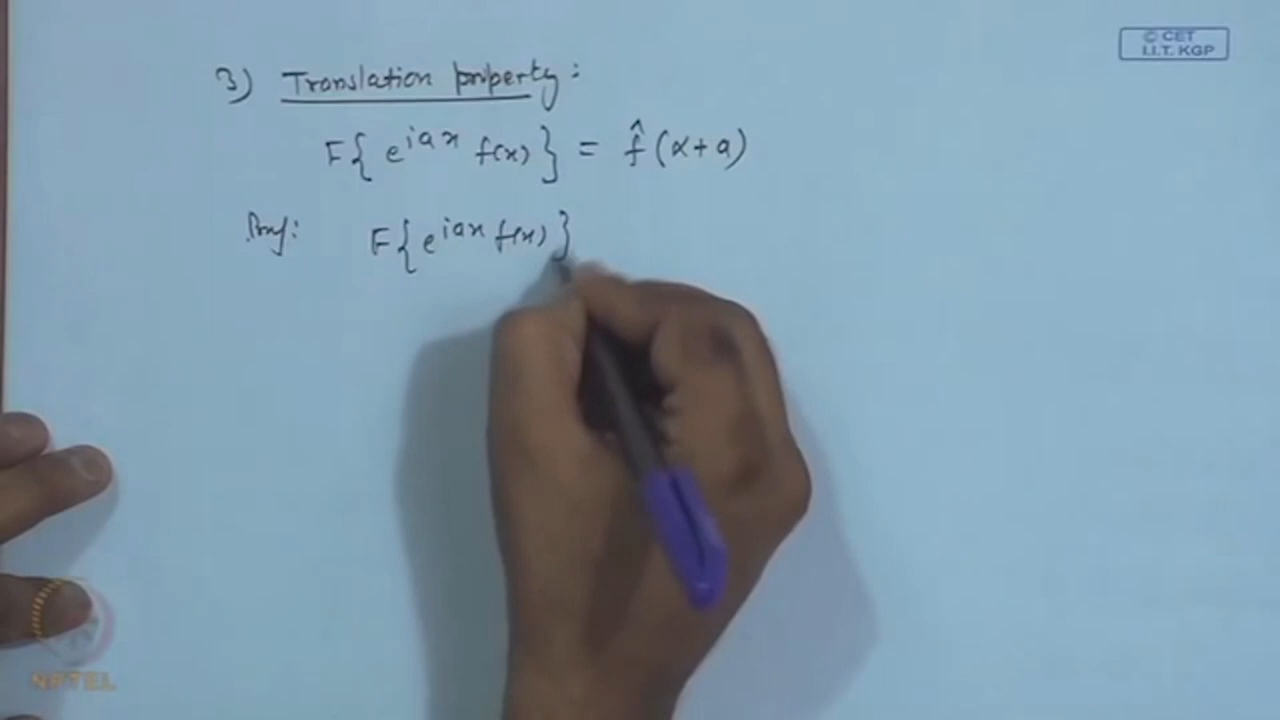 © CET
I.I.T. KGP
3) Translation property:
F{e^{iax} f(x)} = f̂(α+a)
Proof: F{e^{iax} f(x)}
NPTEL